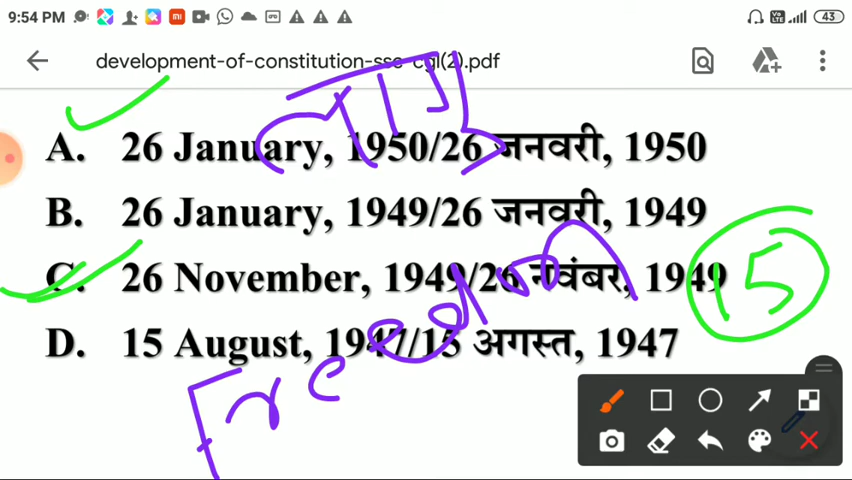 9:54 PM 43
development-of-constitution-sse-cgl(2).pdf
A. 26 January, 1950/26 जनवरी, 1950
B. 26 January, 1949/26 जनवरी, 1949
C. 26 November, 1949/26 नवंबर, 1949
D. 15 August, 1947/15 अगस्त, 1947
15
Freedom